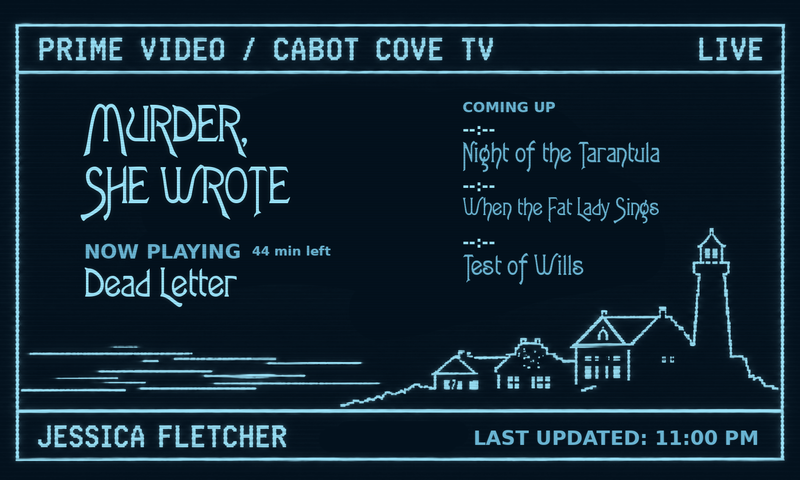 PRIME VIDEO / CABOT COVE TV
LIVE
MURDER,
SHE WROTE
NOW PLAYING 44 min left
Dead Letter
COMING UP
--:--
Night of the Tarantula
--:--
When the Fat Lady Sings
--:--
Test of Wills
JESSICA FLETCHER
LAST UPDATED: 11:00 PM